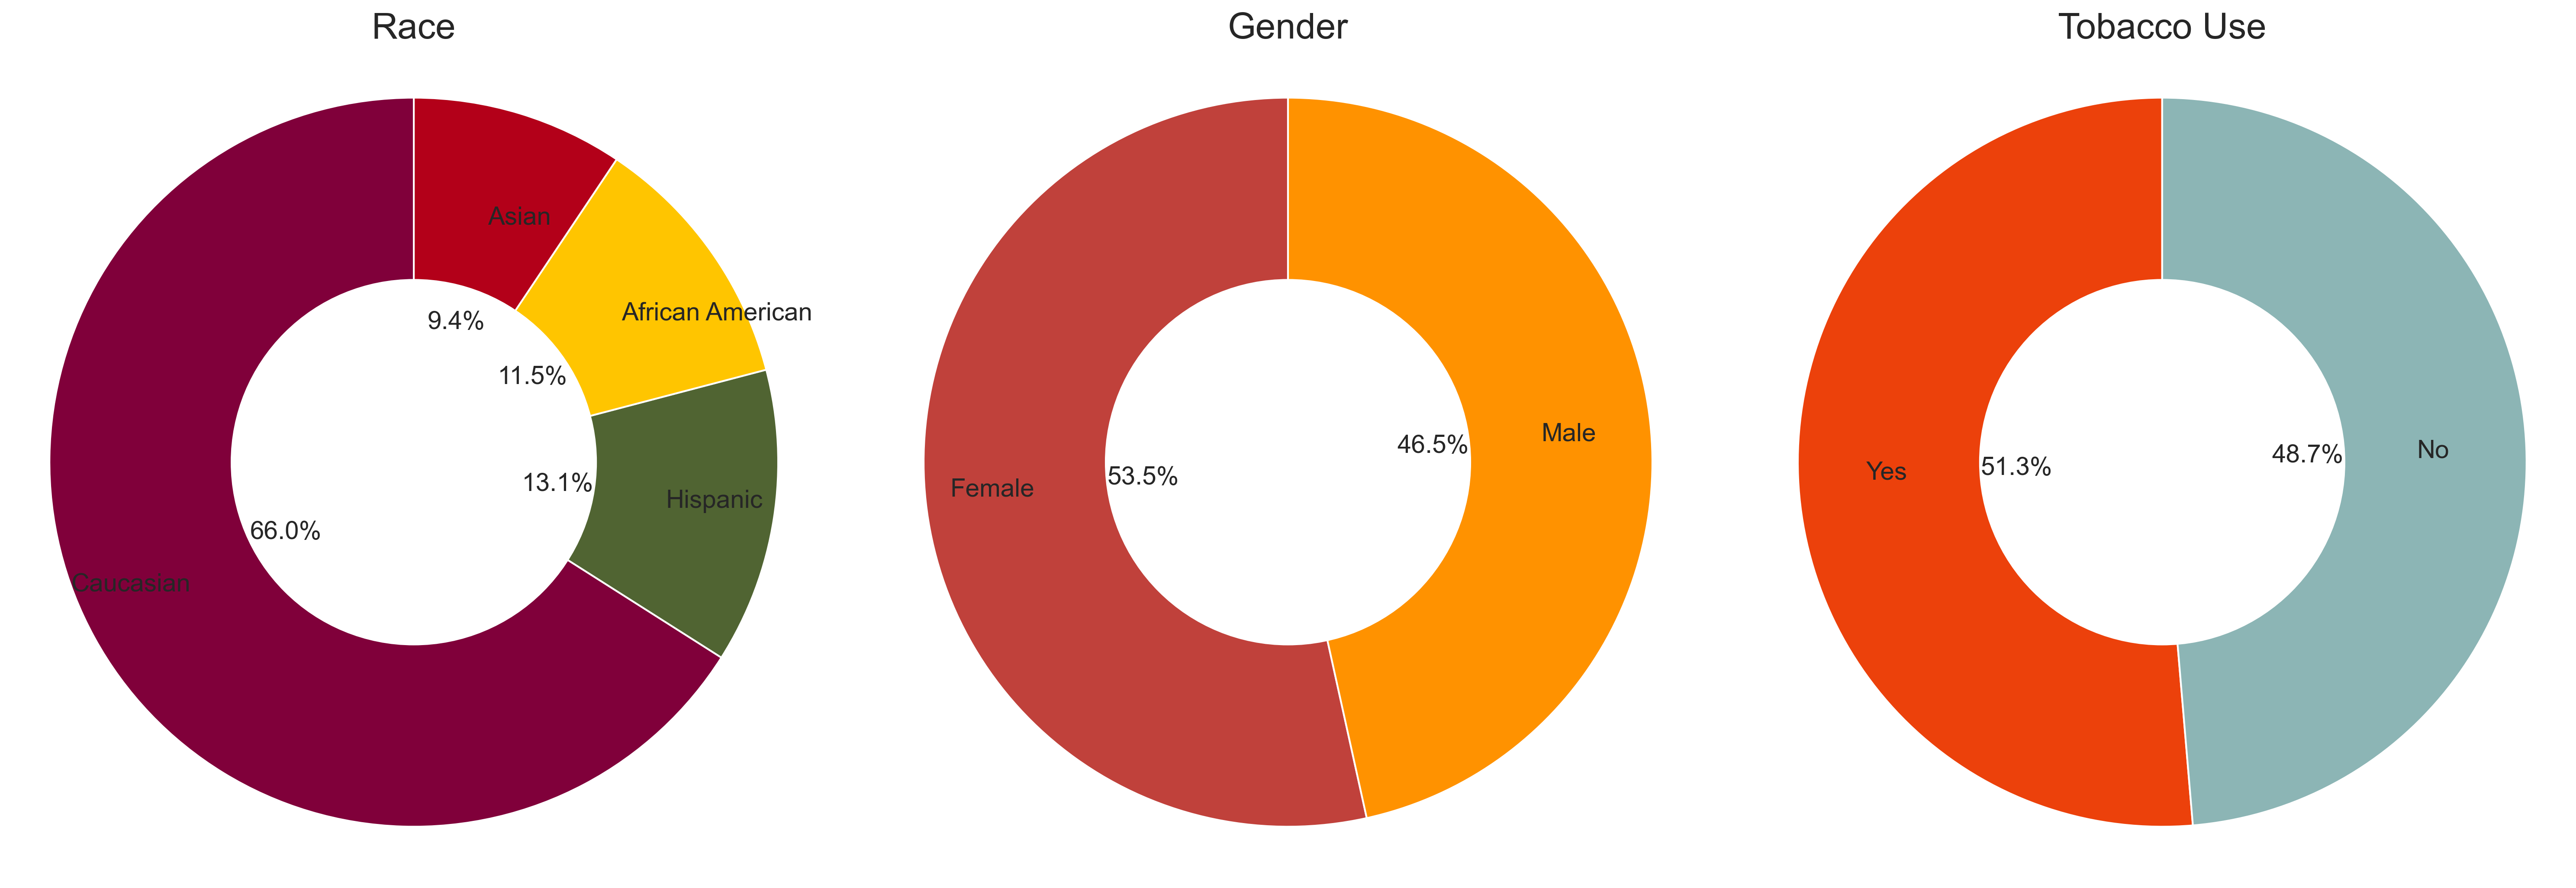 Race
Asian
9.4%
African American
11.5%
Hispanic
13.1%
Caucasian
66.0%
Gender
Male
46.5%
Female
53.5%
Tobacco Use
No
48.7%
Yes
51.3%